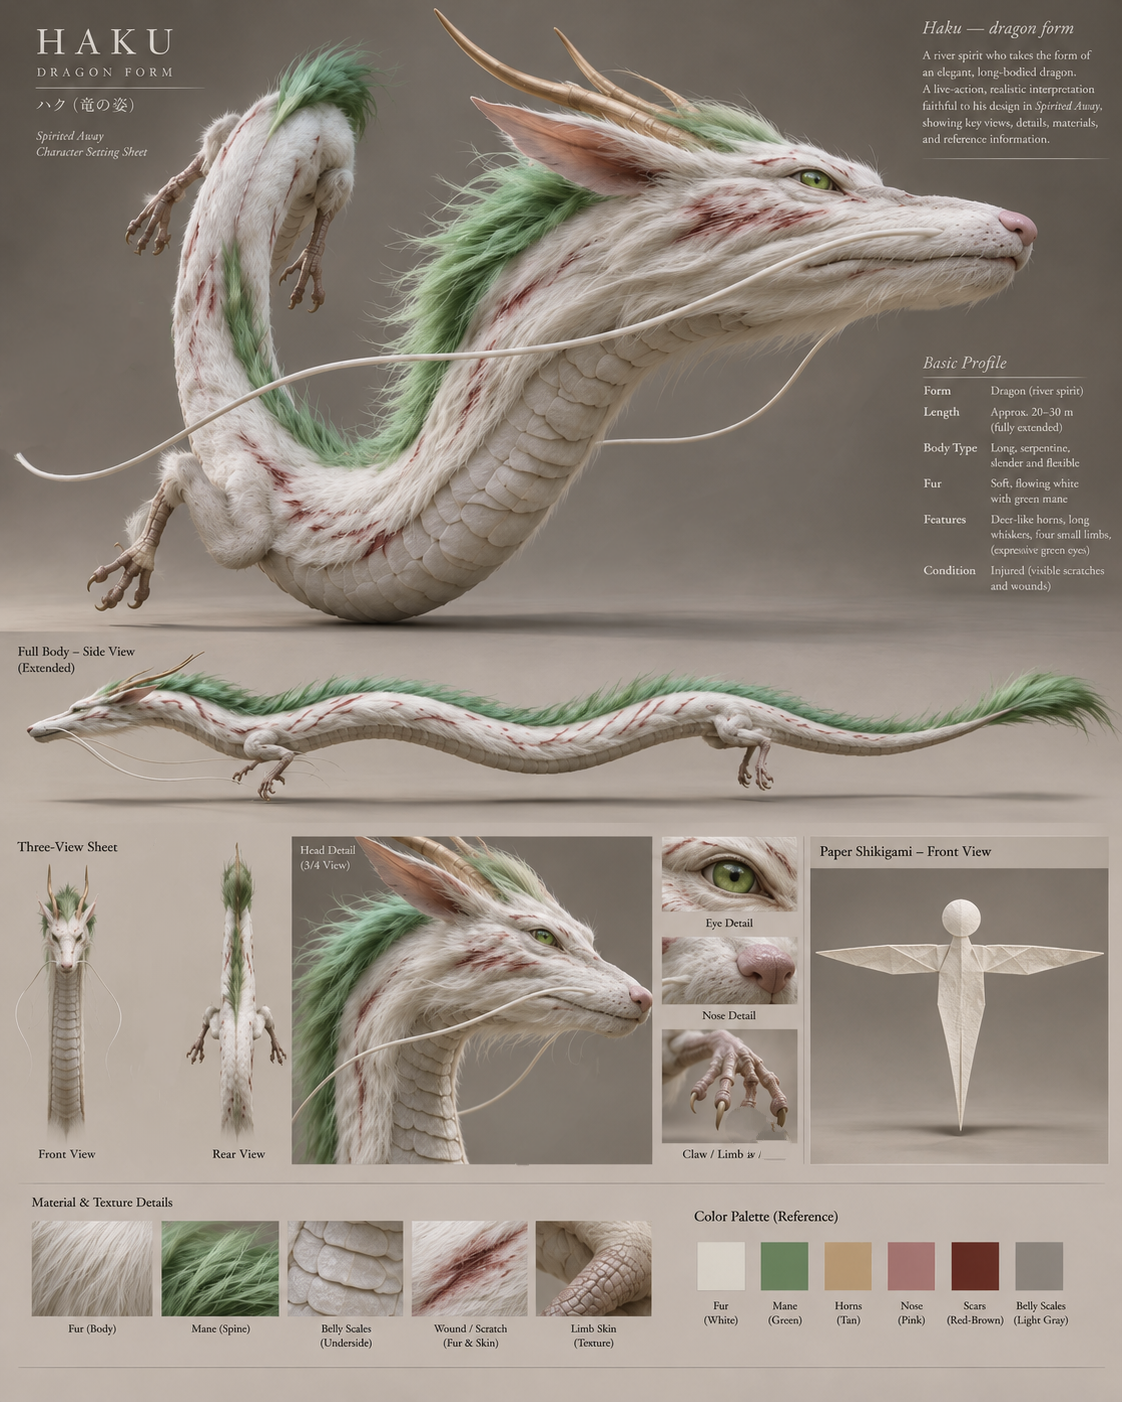 HAKU
DRAGON FORM
ハク (竜の姿)
Spirited Away
Character Setting Sheet
Haku — dragon form
A river spirit who takes the form of
an elegant, long-bodied dragon.
A live-action, realistic interpretation
faithful to his design in Spirited Away,
showing key views, details, materials,
and reference information.
Basic Profile
Form Dragon (river spirit)
Length Approx. 20–30 m
(fully extended)
Body Type Long, serpentine,
slender and flexible
Fur Soft, flowing white
with green mane
Features Deer-like horns, long
whiskers, four small limbs,
(expressive green eyes)
Condition Injured (visible scratches
and wounds)
Full Body – Side View
(Extended)
Three-View Sheet
Front View
Rear View
Head Detail
(3/4 View)
Eye Detail
Nose Detail
Claw / Limb
Paper Shikigami – Front View
Material & Texture Details
Fur (Body)
Mane (Spine)
Belly Scales
(Underside)
Wound / Scratch
(Fur & Skin)
Limb Skin
(Texture)
Color Palette (Reference)
Fur
(White)
Mane
(Green)
Horns
(Tan)
Nose
(Pink)
Scars
(Red-Brown)
Belly Scales
(Light Gray)